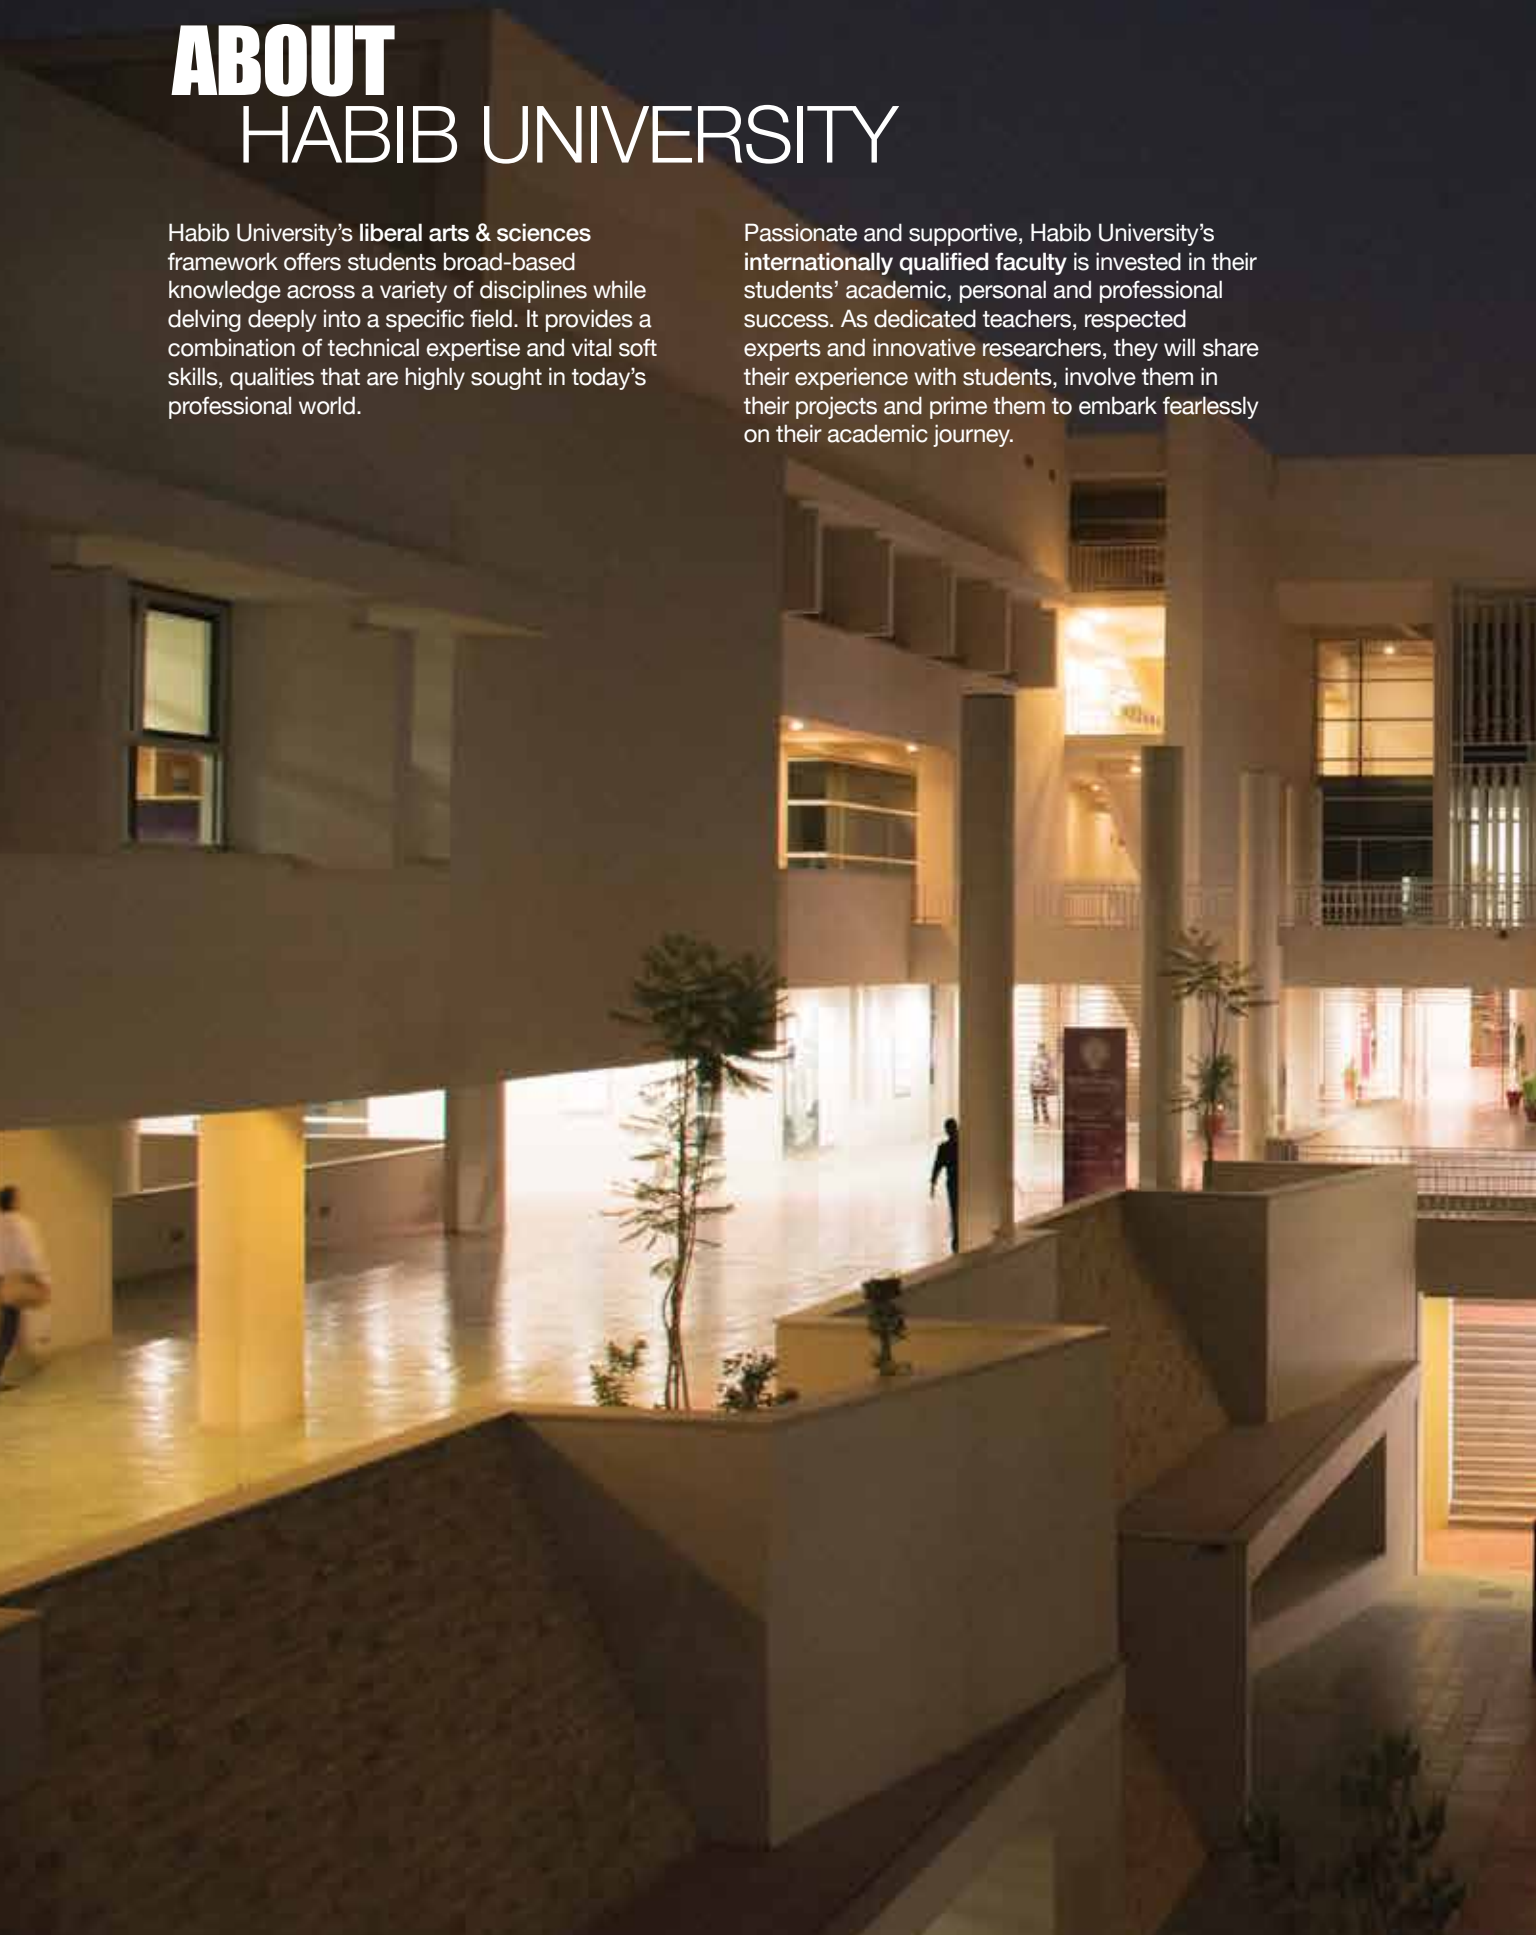 ABOUT
HABIB UNIVERSITY
Habib University's liberal arts & sciences
framework offers students broad-based
knowledge across a variety of disciplines while
delving deeply into a specific field. It provides a
combination of technical expertise and vital soft
skills, qualities that are highly sought in today's
professional world.
Passionate and supportive, Habib University's
internationally qualified faculty is invested in their
students' academic, personal and professional
success. As dedicated teachers, respected
experts and innovative researchers, they will share
their experience with students, involve them in
their projects and prime them to embark fearlessly
on their academic journey.